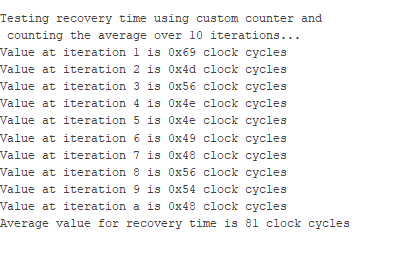 Testing recovery time using custom counter and
counting the average over 10 iterations...
Value at iteration 1 is 0x69 clock cycles
Value at iteration 2 is 0x4d clock cycles
Value at iteration 3 is 0x56 clock cycles
Value at iteration 4 is 0x4e clock cycles
Value at iteration 5 is 0x4e clock cycles
Value at iteration 6 is 0x49 clock cycles
Value at iteration 7 is 0x48 clock cycles
Value at iteration 8 is 0x56 clock cycles
Value at iteration 9 is 0x54 clock cycles
Value at iteration a is 0x48 clock cycles
Average value for recovery time is 81 clock cycles